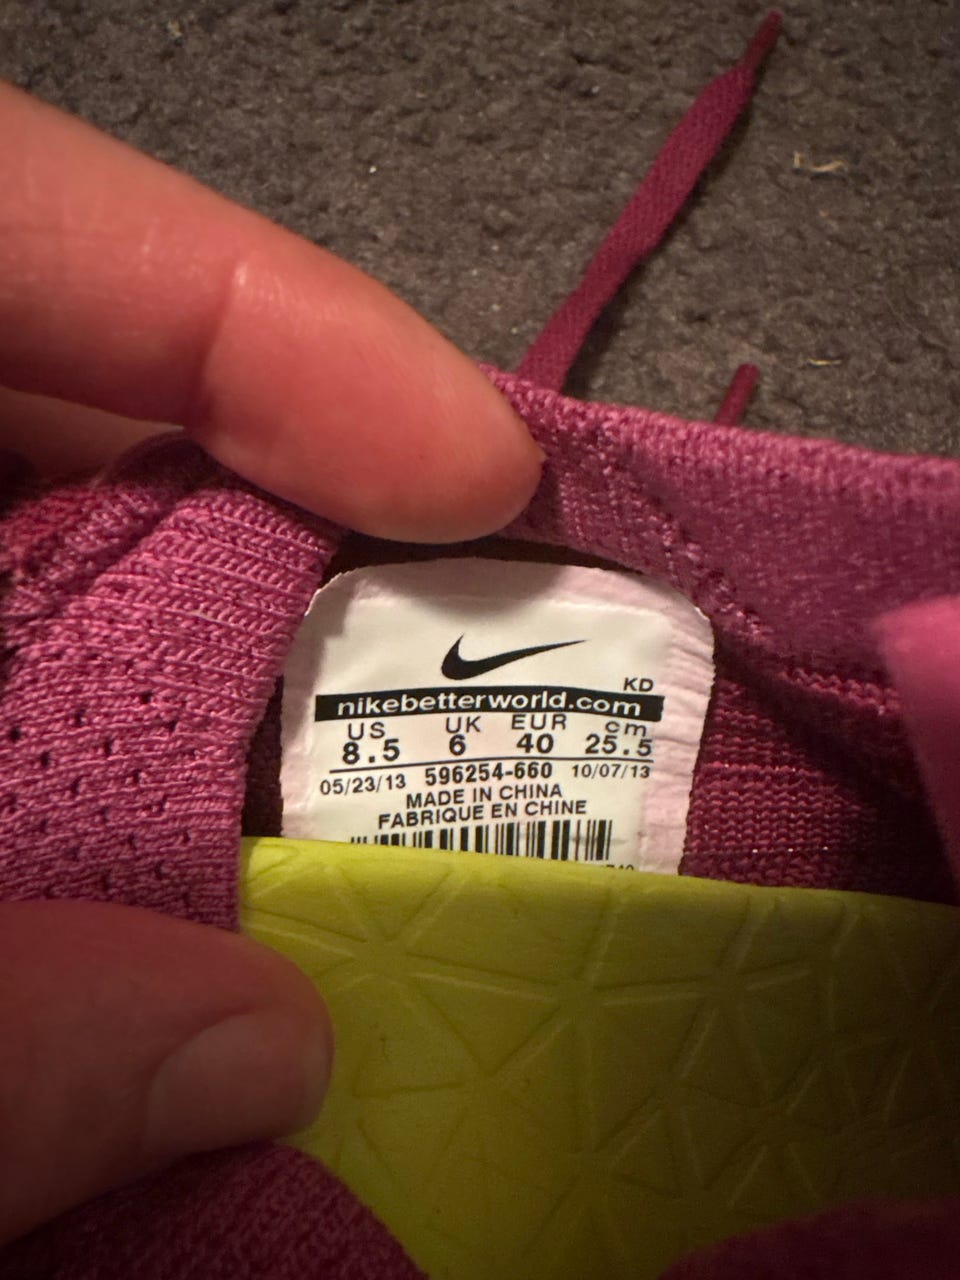 KD
nikebetterworld.com
US UK EUR cm
8.5 6 40 25.5
05/23/13 596254-660 10/07/13
MADE IN CHINA
FABRIQUE EN CHINE